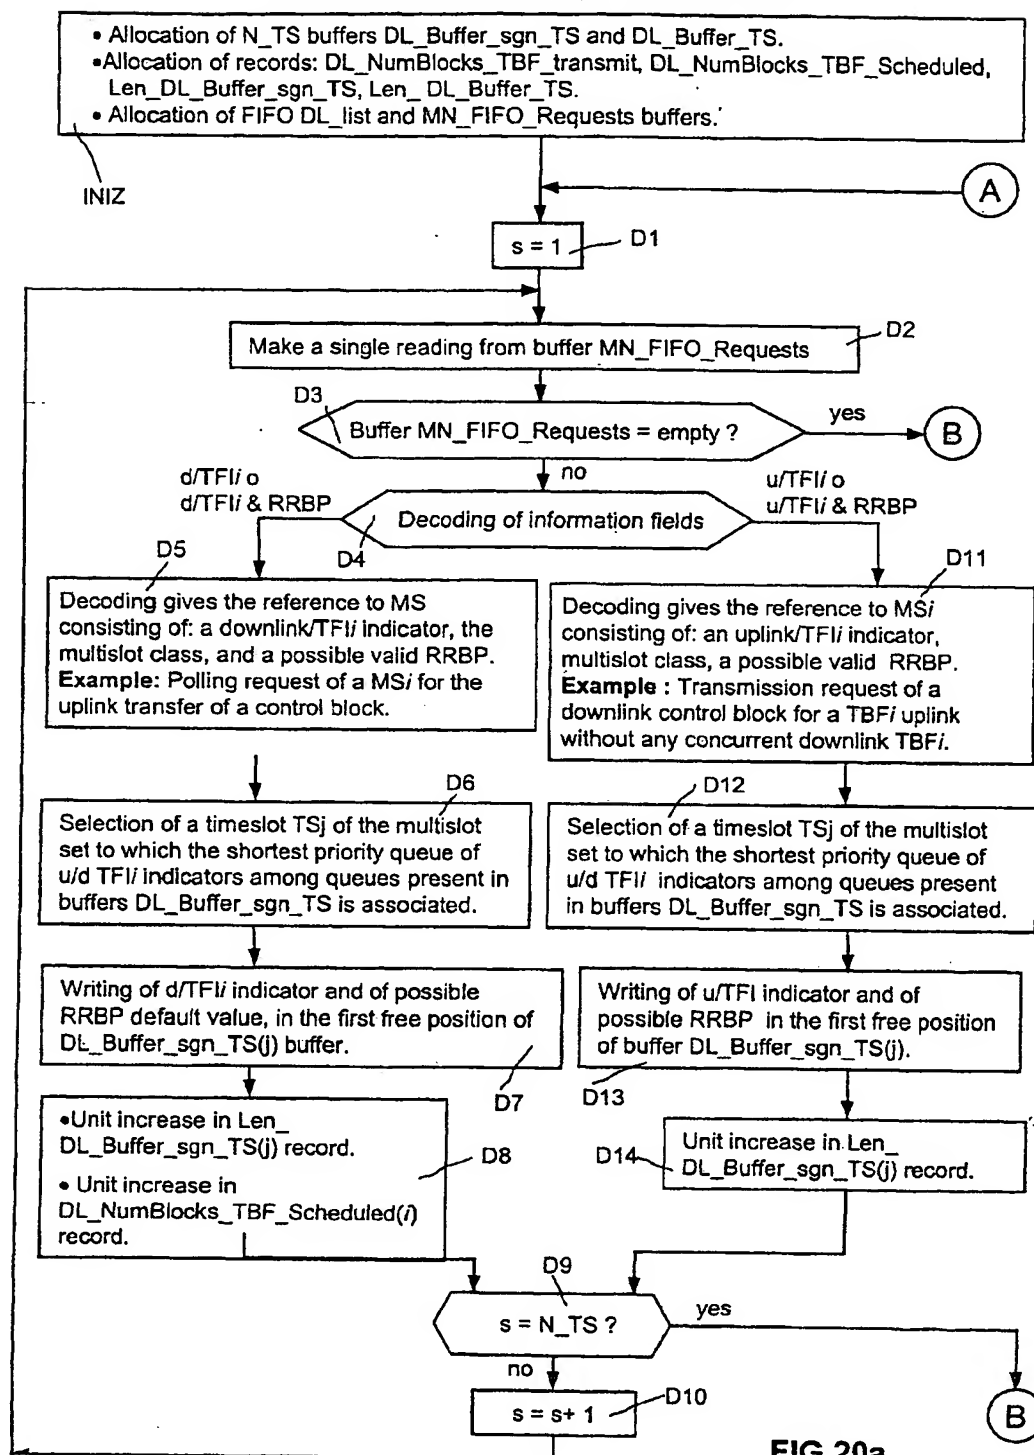 • Allocation of N_TS buffers DL_Buffer_sgn_TS and DL_Buffer_TS.
•Allocation of records: DL_NumBlocks_TBF_transmit, DL_NumBlocks_TBF_Scheduled,
Len_DL_Buffer_sgn_TS, Len_ DL_Buffer_TS.
• Allocation of FIFO DL_list and MN_FIFO_Requests buffers.
INIZ
A
s = 1
D1
Make a single reading from buffer MN_FIFO_Requests
D2
D3
Buffer MN_FIFO_Requests = empty ?
yes
B
no
d/TFIi o
d/TFIi & RRBP
u/TFIi o
u/TFIi & RRBP
Decoding of information fields
D4
D5
Decoding gives the reference to MS
consisting of: a downlink/TFIi indicator, the
multislot class, and a possible valid RRBP.
Example: Polling request of a MSi for the
uplink transfer of a control block.
D11
Decoding gives the reference to MSi
consisting of: an uplink/TFIi indicator,
multislot class, a possible valid RRBP.
Example : Transmission request of a
downlink control block for a TBFi uplink
without any concurrent downlink TBFi.
D6
Selection of a timeslot TSj of the multislot
set to which the shortest priority queue of
u/d TFIi indicators among queues present in
buffers DL_Buffer_sgn_TS is associated.
D12
Selection of a timeslot TSj of the multislot
set to which the shortest priority queue of
u/d TFIi indicators among queues present
in buffers DL_Buffer_sgn_TS is associated.
Writing of d/TFIi indicator and of possible
RRBP default value, in the first free position of
DL_Buffer_sgn_TS(j) buffer.
D7
Writing of u/TFI indicator and of
possible RRBP in the first free position
of buffer DL_Buffer_sgn_TS(j).
D13
•Unit increase in Len_
DL_Buffer_sgn_TS(j) record.
• Unit increase in
DL_NumBlocks_TBF_Scheduled(i)
record.
D8
Unit increase in Len_
DL_Buffer_sgn_TS(j) record.
D14
D9
s = N_TS ?
yes
no
s = s+ 1
D10
B
FIG.20a